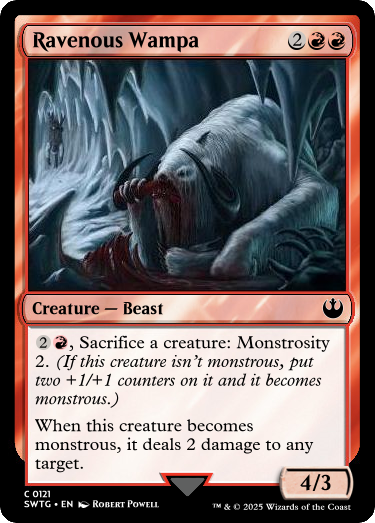 Ravenous Wampa 2
Creature — Beast
2, Sacrifice a creature: Monstrosity
2. (If this creature isn't monstrous, put
two +1/+1 counters on it and it becomes
monstrous.)
When this creature becomes
monstrous, it deals 2 damage to any
target.
4/3
C 0121
SWTG • EN Robert Powell
™ & © 2025 Wizards of the Coast